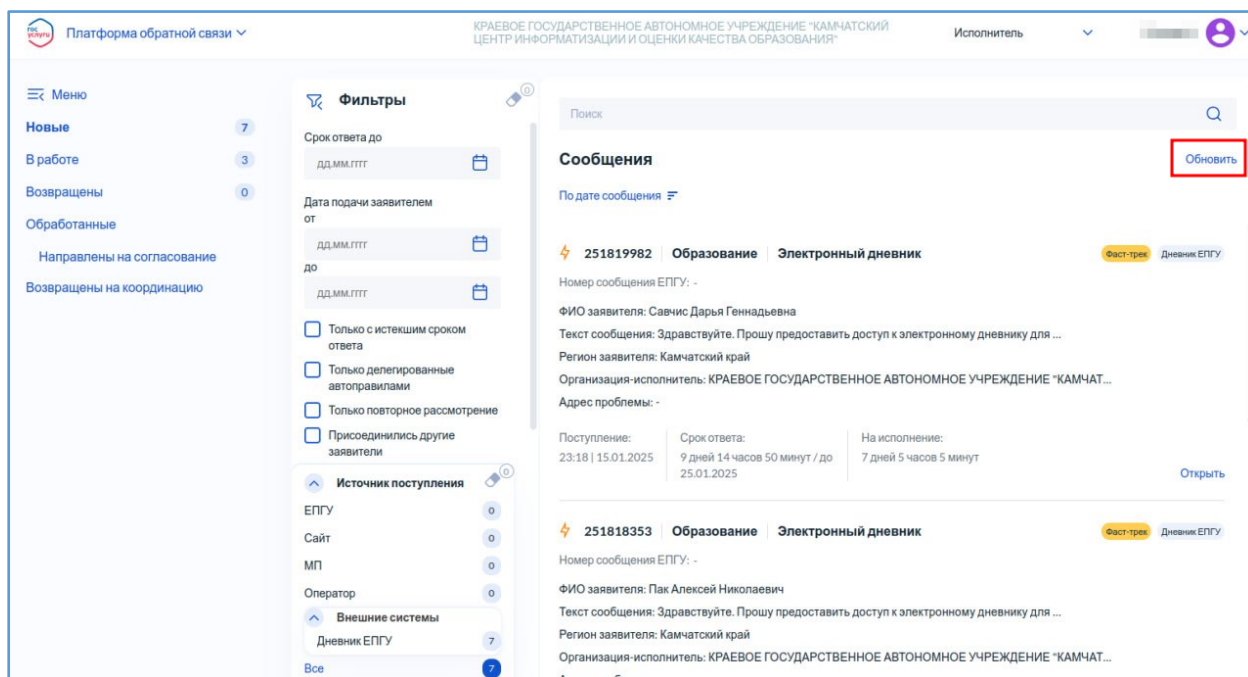 гос
услуги
Платформа обратной связи
КРАЕВОЕ ГОСУДАРСТВЕННОЕ АВТОНОМНОЕ УЧРЕЖДЕНИЕ "КАМЧАТСКИЙ
ЦЕНТР ИНФОРМАТИЗАЦИИ И ОЦЕНКИ КАЧЕСТВА ОБРАЗОВАНИЯ"
Исполнитель
Меню
Новые 7
В работе 3
Возвращены 0
Обработанные
Направлены на согласование
Возвращены на координацию
Фильтры 0
Срок ответа до
дд.мм.гггг
Дата подачи заявителем
от
дд.мм.гггг
до
дд.мм.гггг
Только с истекшим сроком
ответа
Только делегированные
автоправилами
Только повторное рассмотрение
Присоединились другие
заявители
Источник поступления 0
ЕПГУ 0
Сайт 0
МП 0
Оператор 0
Внешние системы
Дневник ЕПГУ 7
Все 7
Поиск
Сообщения
Обновить
По дате сообщения
251819982 Образование Электронный дневник Фаст-трек Дневник ЕПГУ
Номер сообщения ЕПГУ: -
ФИО заявителя: Савчис Дарья Геннадьевна
Текст сообщения: Здравствуйте. Прошу предоставить доступ к электронному дневнику для ...
Регион заявителя: Камчатский край
Организация-исполнитель: КРАЕВОЕ ГОСУДАРСТВЕННОЕ АВТОНОМНОЕ УЧРЕЖДЕНИЕ "КАМЧАТ...
Адрес проблемы: -
Поступление: Срок ответа: На исполнение:
23:18 | 15.01.2025 9 дней 14 часов 50 минут / до 7 дней 5 часов 5 минут
25.01.2025
Открыть
251818353 Образование Электронный дневник Фаст-трек Дневник ЕПГУ
Номер сообщения ЕПГУ: -
ФИО заявителя: Пак Алексей Николаевич
Текст сообщения: Здравствуйте. Прошу предоставить доступ к электронному дневнику для ...
Регион заявителя: Камчатский край
Организация-исполнитель: КРАЕВОЕ ГОСУДАРСТВЕННОЕ АВТОНОМНОЕ УЧРЕЖДЕНИЕ "КАМЧАТ...